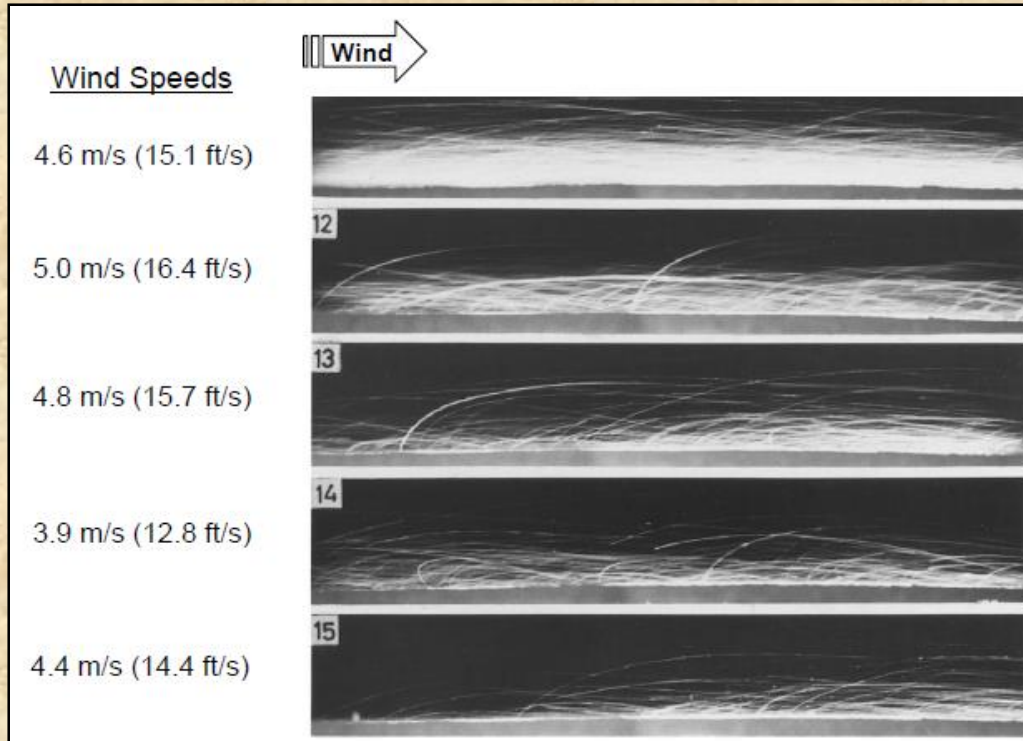 Wind
Wind Speeds
4.6 m/s (15.1 ft/s)
12
5.0 m/s (16.4 ft/s)
13
4.8 m/s (15.7 ft/s)
14
3.9 m/s (12.8 ft/s)
15
4.4 m/s (14.4 ft/s)